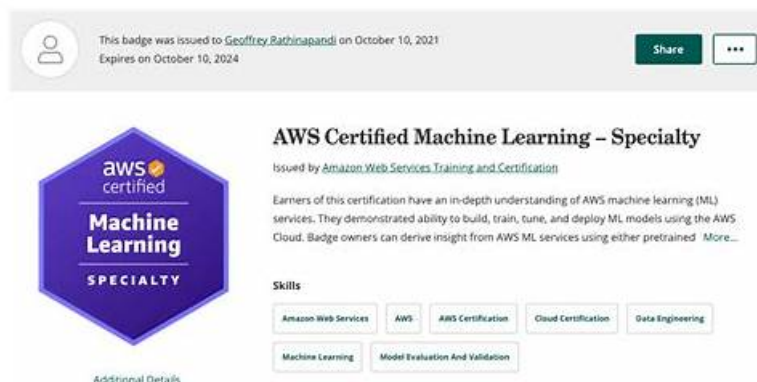 This badge was issued to Geoffrey Rathinapandi on October 10, 2021
Expires on October 10, 2024
Share
•••
aws
certified
Machine
Learning
SPECIALTY
AWS Certified Machine Learning – Specialty
Issued by Amazon Web Services Training and Certification
Earners of this certification have an in-depth understanding of AWS machine learning (ML)
services. They demonstrated ability to build, train, tune, and deploy ML models using the AWS
Cloud. Badge owners can derive insight from AWS ML services using either pretrained More...
Skills
Amazon Web Services AWS AWS Certification Cloud Certification Data Engineering
Machine Learning Model Evaluation And Validation
Additional Details